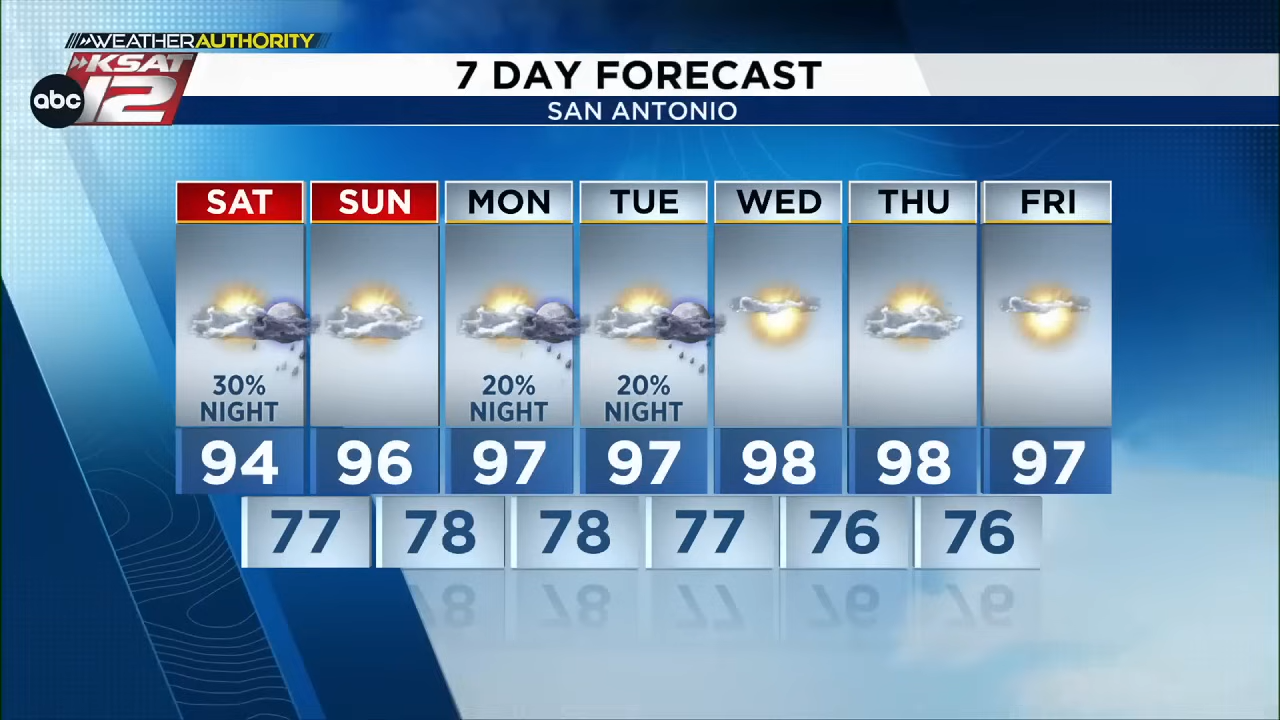 WEATHERAUTHORITY
KSAT
abc 12
7 DAY FORECAST
SAN ANTONIO
SAT SUN MON TUE WED THU FRI
30% 20% 20%
NIGHT NIGHT NIGHT
94 96 97 97 98 98 97
77 78 78 77 76 76